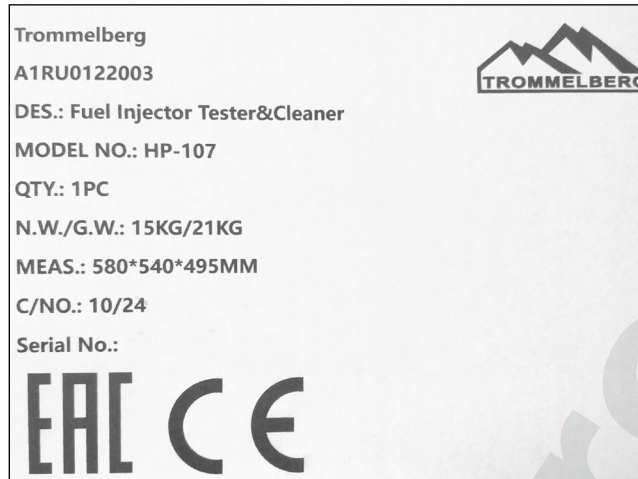 Trommelberg
TROMMELBERG
A1RU0122003
DES.: Fuel Injector Tester&Cleaner
MODEL NO.: HP-107
QTY.: 1PC
N.W./G.W.: 15KG/21KG
MEAS.: 580*540*495MM
C/NO.: 10/24
Serial No.:
EAC CE